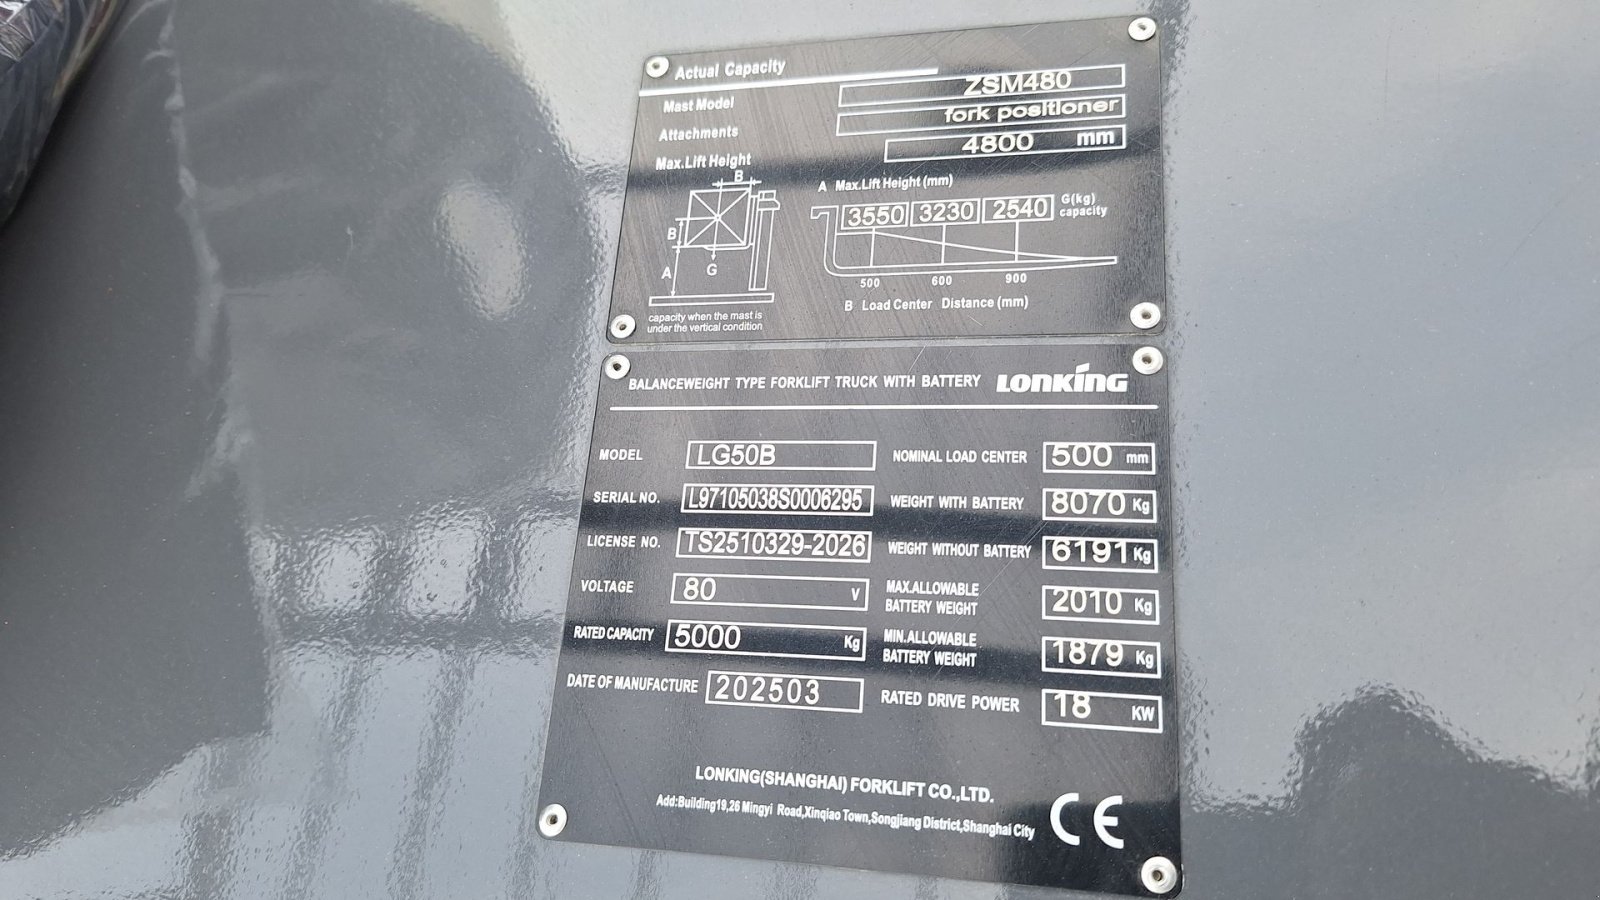 Actual Capacity
Mast Model ZSM480
Attachments fork positioner
Max.Lift Height 4800 mm
B
B
A
G
capacity when the mast is
under the vertical condition
A Max.Lift Height (mm)
3550 3230 2540 G(kg)
capacity
500 600 900
B Load Center Distance (mm)
BALANCEWEIGHT TYPE FORKLIFT TRUCK WITH BATTERY LONKING
MODEL LG50B NOMINAL LOAD CENTER 500 mm
SERIAL NO. L97105038S0006295 WEIGHT WITH BATTERY 8070 Kg
LICENSE NO. TS2510329-2026 WEIGHT WITHOUT BATTERY 6191 Kg
VOLTAGE 80 V MAX.ALLOWABLE
BATTERY WEIGHT 2010 Kg
RATED CAPACITY 5000 Kg MIN.ALLOWABLE
BATTERY WEIGHT 1879 Kg
DATE OF MANUFACTURE 202503 RATED DRIVE POWER 18 KW
LONKING(SHANGHAI) FORKLIFT CO.,LTD.
Add:Building19,26 Mingyi Road,Xinqiao Town,Songjiang District,Shanghai City
CE